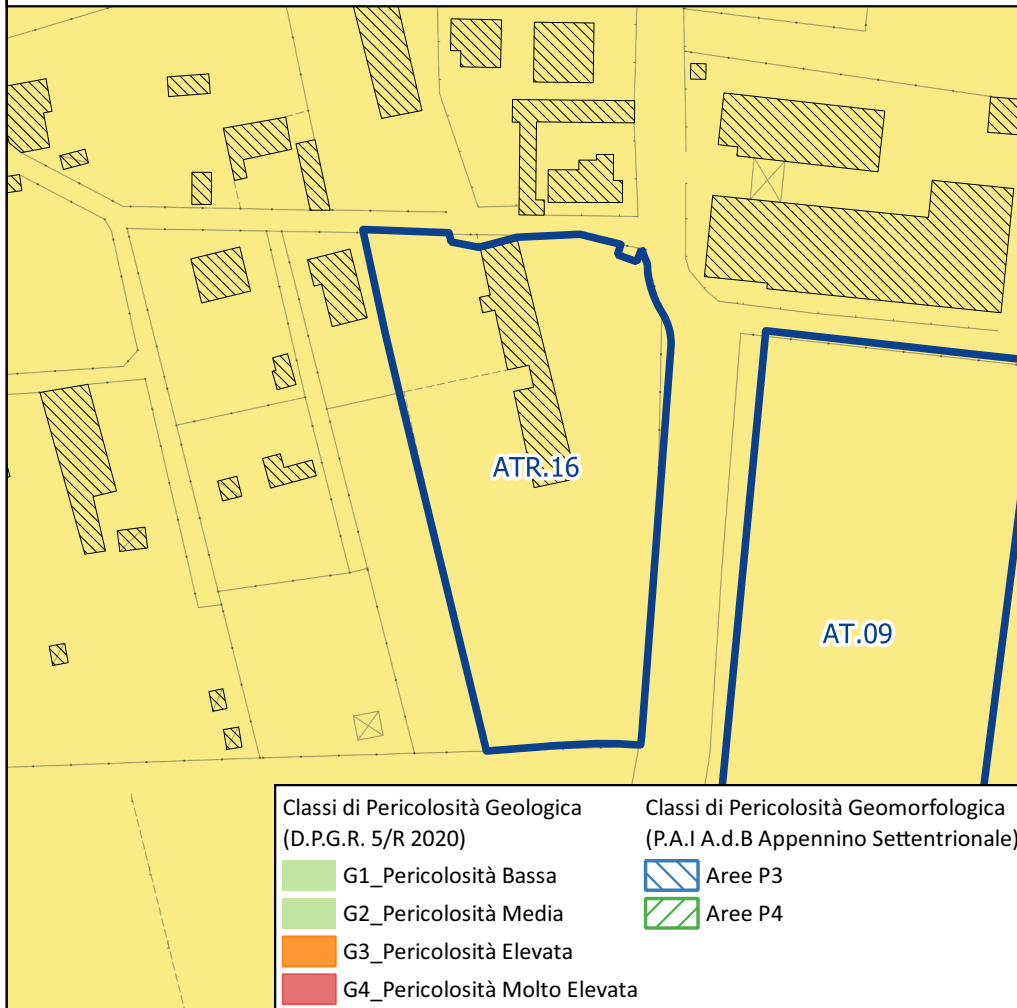 ATR.16
AT.09
Classi di Pericolosità Geologica
(D.P.G.R. 5/R 2020)
G1_Pericolosità Bassa
G2_Pericolosità Media
G3_Pericolosità Elevata
G4_Pericolosità Molto Elevata
Classi di Pericolosità Geomorfologica
(P.A.I A.d.B Appennino Settentrionale)
Aree P3
Aree P4